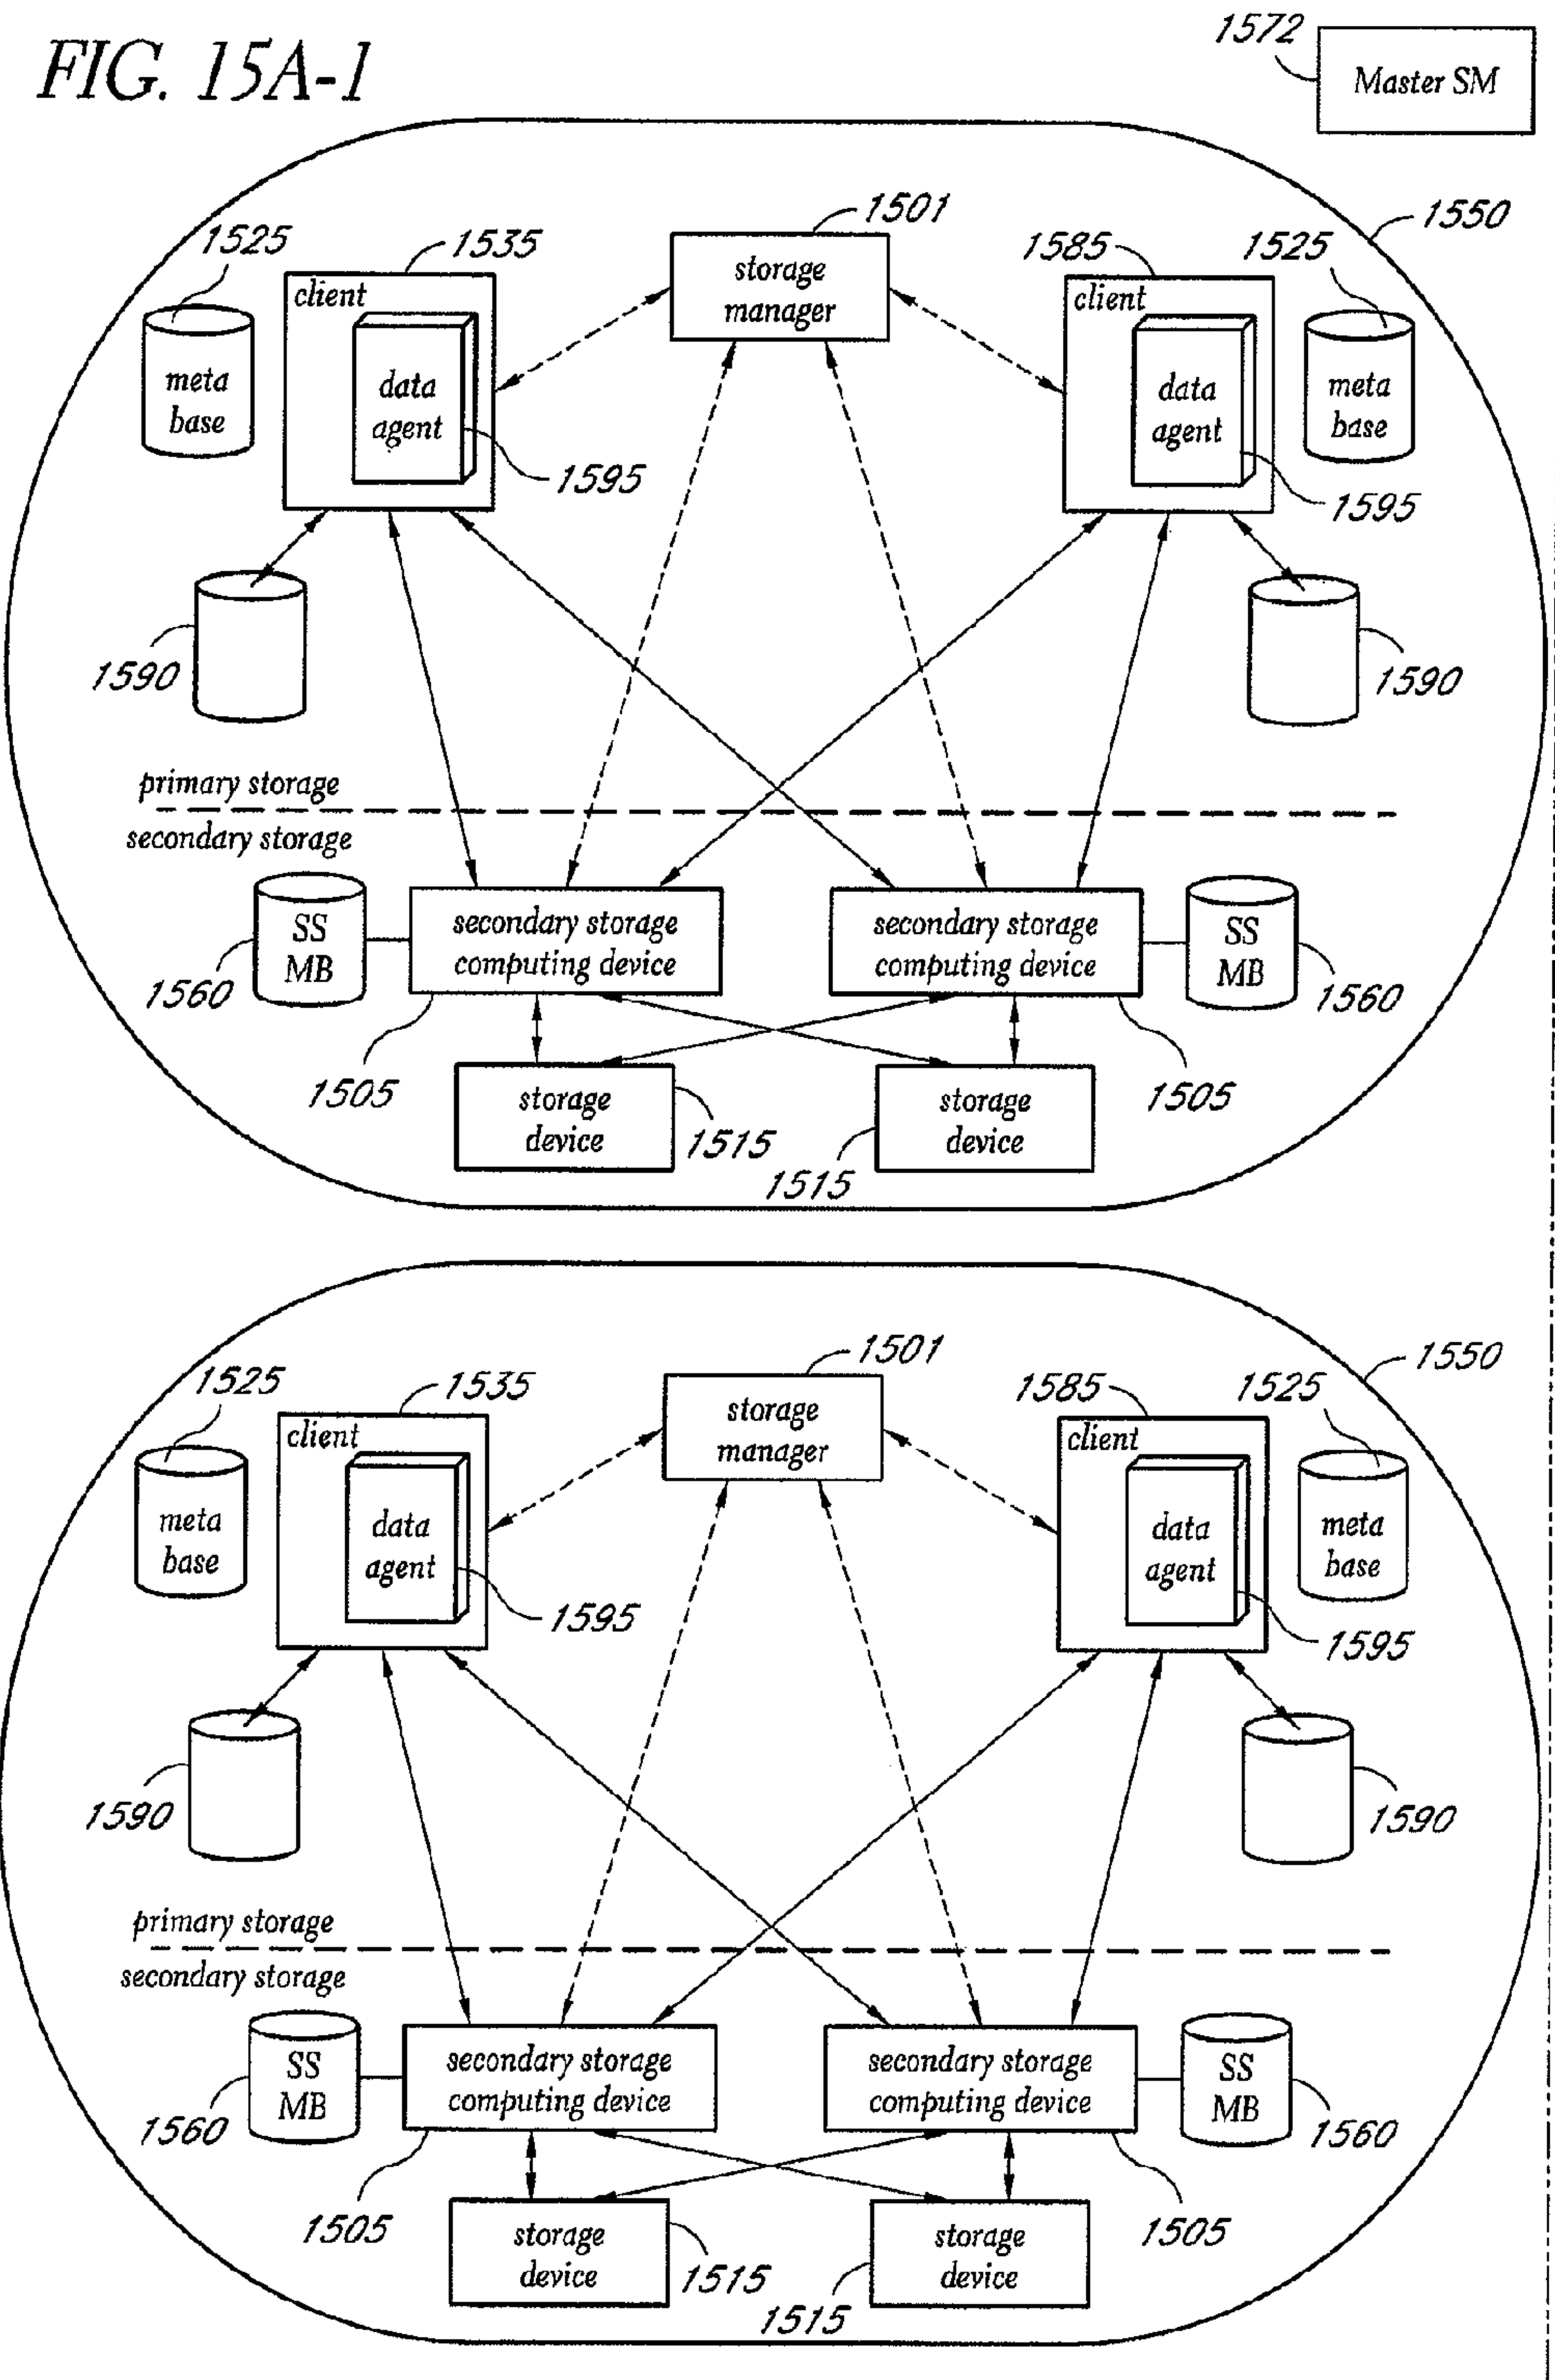 FIG. 15A-1
1572
Master SM
1501
1550
1525
1535
1585
1525
storage
manager
client
client
meta
base
data
agent
data
agent
meta
base
1595
1595
1590
1590
primary storage
secondary storage
SS
MB
secondary storage
computing device
secondary storage
computing device
SS
MB
1560
1560
1505
1505
storage
device
storage
device
1515
1515
1501
1550
1525
1535
1585
1525
storage
manager
client
client
meta
base
data
agent
data
agent
meta
base
1595
1595
1590
1590
primary storage
secondary storage
SS
MB
secondary storage
computing device
secondary storage
computing device
SS
MB
1560
1560
1505
1505
storage
device
storage
device
1515
1515